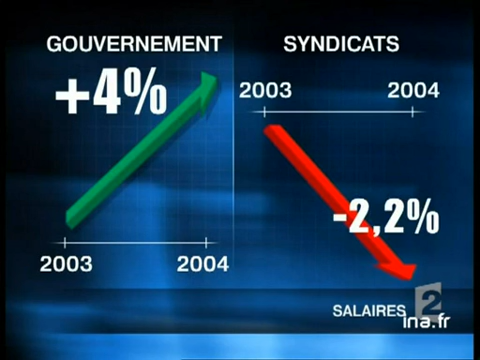 GOUVERNEMENT
+4%
2003 2004
SYNDICATS
2003 2004
-2,2%
SALAIRES
2
ina.fr